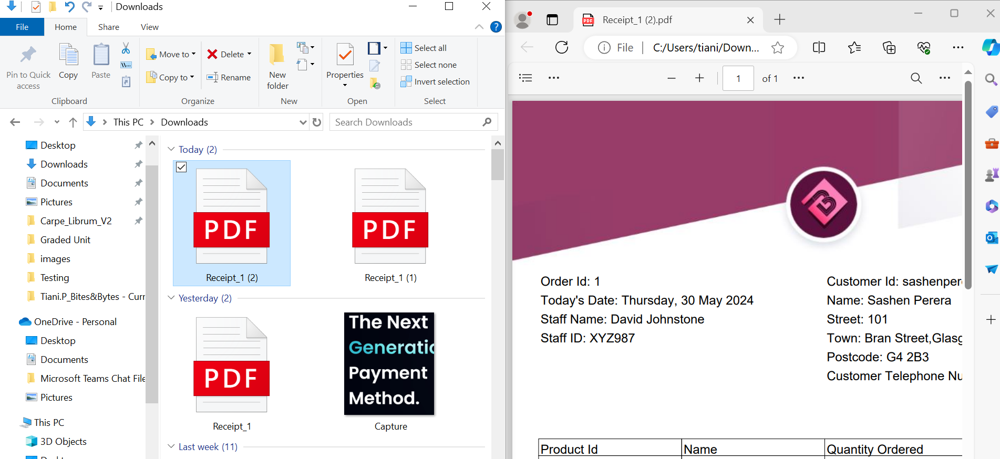 Downloads
File
Home
Share
View
?
Pin to Quick access
Copy
Paste
Clipboard
Move to
Copy to
Delete
Rename
Organize
New folder
New
Properties
Open
Select all
Select none
Invert selection
Select
This PC > Downloads
Search Downloads
Desktop
Downloads
Documents
Pictures
Carpe_Librum_V2
Graded Unit
images
Testing
Tiani.P_Bites&Bytes - Curr
OneDrive - Personal
Desktop
Documents
Microsoft Teams Chat File
Pictures
This PC
3D Objects
Today (2)
PDF
Receipt_1 (2)
PDF
Receipt_1 (1)
Yesterday (2)
PDF
Receipt_1
The Next
Generatio
Payment
Method.
Capture
Last week (11)
PDF
Receipt_1 (2).pdf
File
C:/Users/tiani/Down...
1 of 1
Order Id: 1
Today's Date: Thursday, 30 May 2024
Staff Name: David Johnstone
Staff ID: XYZ987
Customer Id: sashenper
Name: Sashen Perera
Street: 101
Town: Bran Street,Glasg
Postcode: G4 2B3
Customer Telephone Nu
Product Id
Name
Quantity Ordered